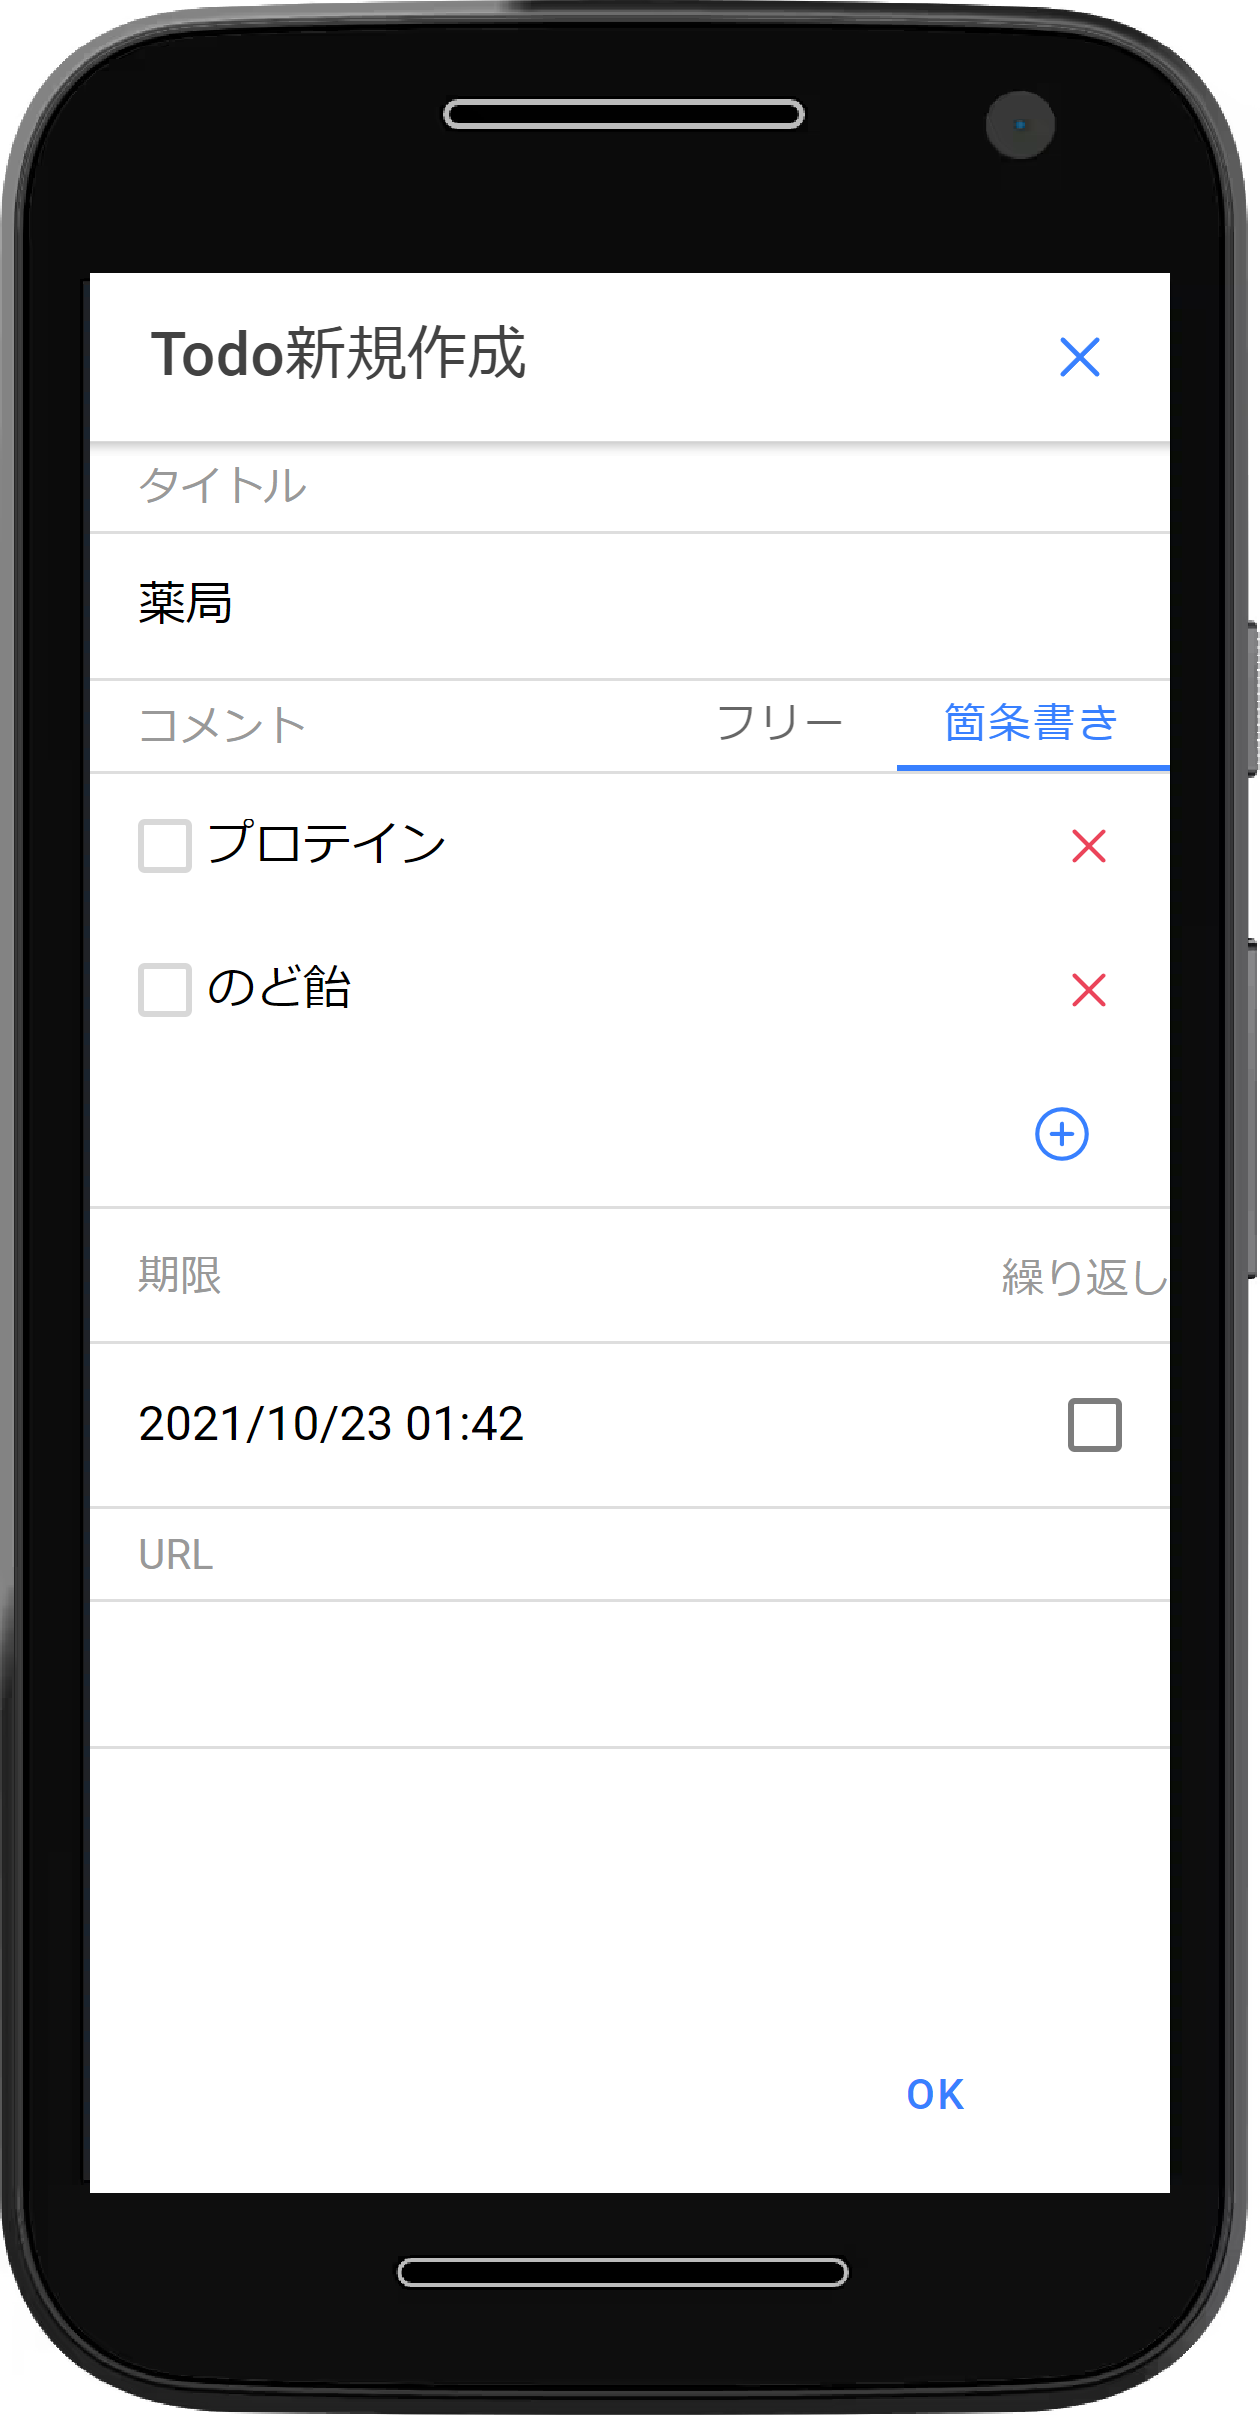 Todo新規作成
タイトル
薬局
コメント フリー 箇条書き
プロテイン
のど飴
期限 繰り返し
2021/10/23 01:42
URL
OK